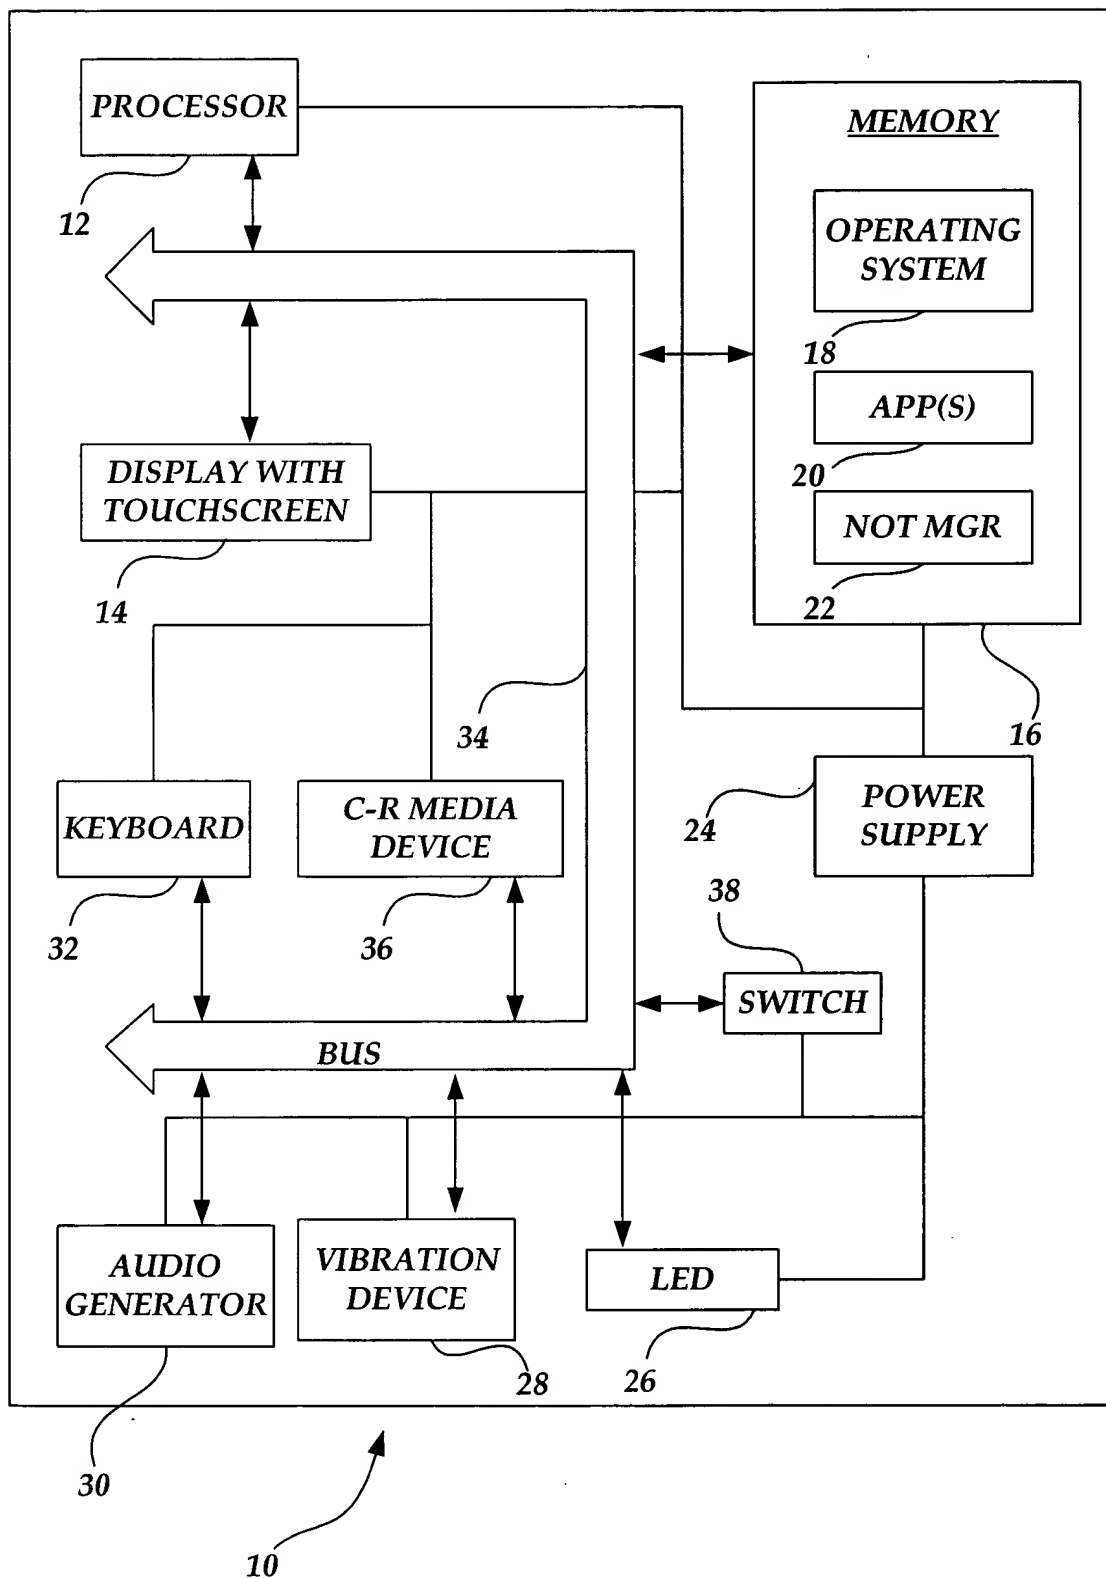 PROCESSOR
12
MEMORY
OPERATING
SYSTEM
18
APP(S)
20
NOT MGR
22
16
DISPLAY WITH
TOUCHSCREEN
14
34
KEYBOARD
32
C-R MEDIA
DEVICE
36
POWER
SUPPLY
24
38
SWITCH
BUS
AUDIO
GENERATOR
30
VIBRATION
DEVICE
28
LED
26
10